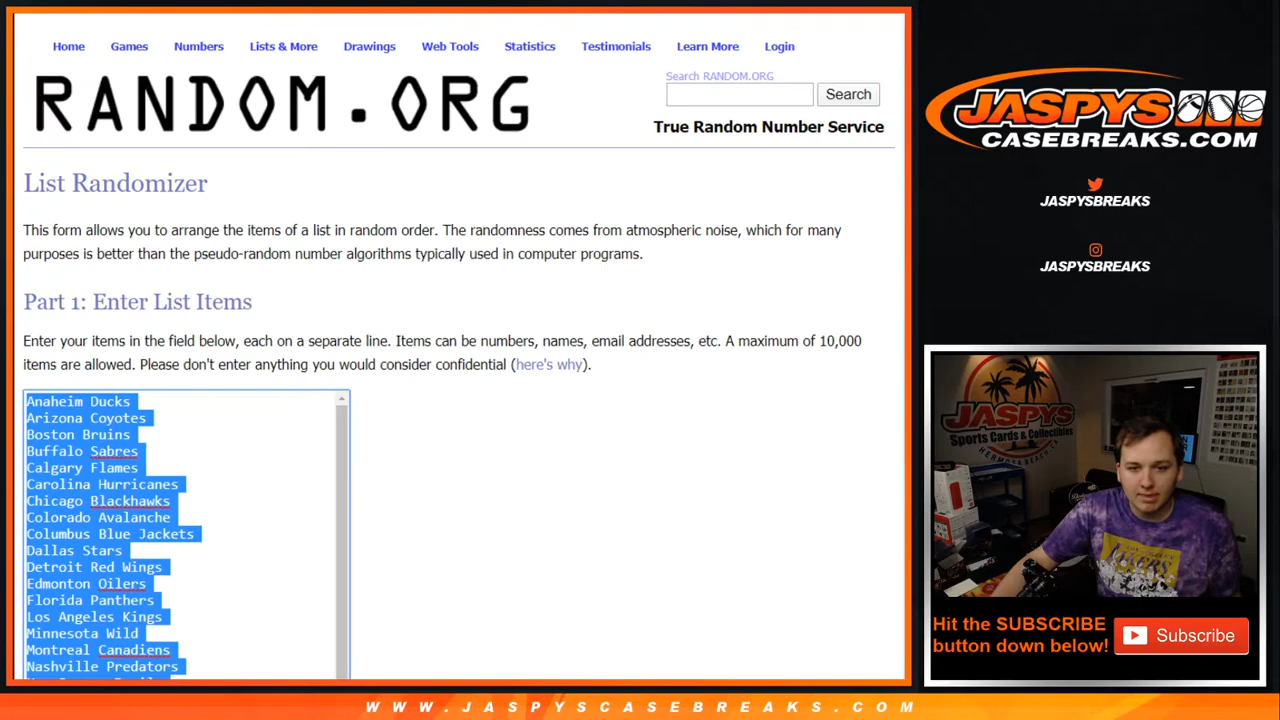 Home Games Numbers Lists & More Drawings Web Tools Statistics Testimonials Learn More Login
RANDOM.ORG
Search RANDOM.ORG
Search
True Random Number Service
List Randomizer
This form allows you to arrange the items of a list in random order. The randomness comes from atmospheric noise, which for many
purposes is better than the pseudo-random number algorithms typically used in computer programs.
Part 1: Enter List Items
Enter your items in the field below, each on a separate line. Items can be numbers, names, email addresses, etc. A maximum of 10,000
items are allowed. Please don't enter anything you would consider confidential (here's why).
Anaheim Ducks
Arizona Coyotes
Boston Bruins
Buffalo Sabres
Calgary Flames
Carolina Hurricanes
Chicago Blackhawks
Colorado Avalanche
Columbus Blue Jackets
Dallas Stars
Detroit Red Wings
Edmonton Oilers
Florida Panthers
Los Angeles Kings
Minnesota Wild
Montreal Canadiens
Nashville Predators
JASPYS
CASEBREAKS.COM
JASPYSBREAKS
JASPYSBREAKS
JASPYS
Sports Cards & Collectibles
HERMOSA BEACH, CA
LAKERS
Hit the SUBSCRIBE
button down below!
Subscribe
WWW.JASPYSCASEBREAKS.COM